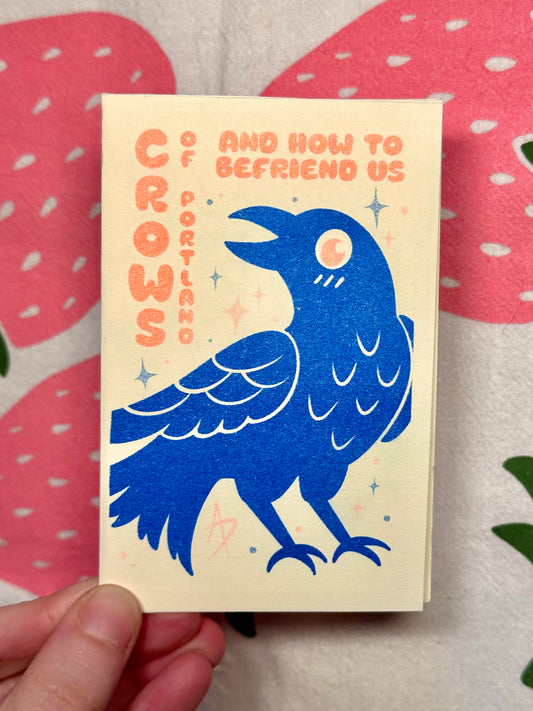 CROWS
OF PORTLAND
AND HOW TO
BEFRIEND US